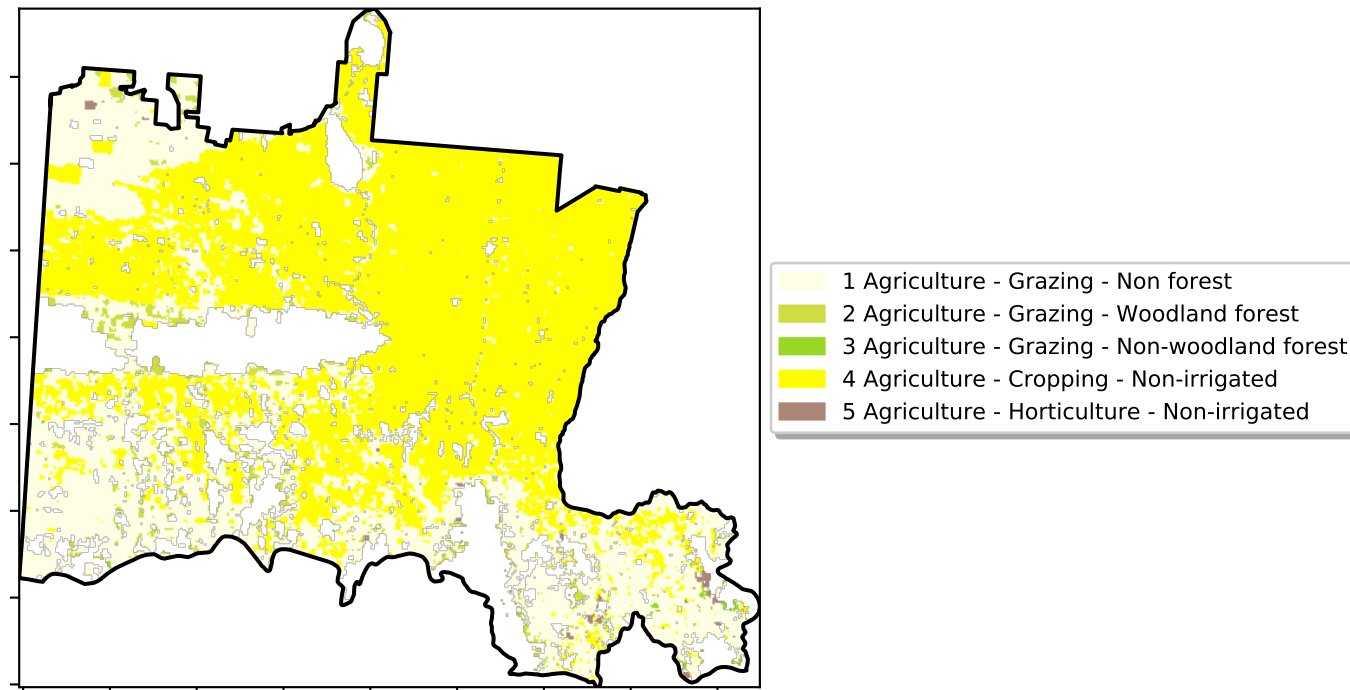 1 Agriculture - Grazing - Non forest
2 Agriculture - Grazing - Woodland forest
3 Agriculture - Grazing - Non-woodland forest
4 Agriculture - Cropping - Non-irrigated
5 Agriculture - Horticulture - Non-irrigated